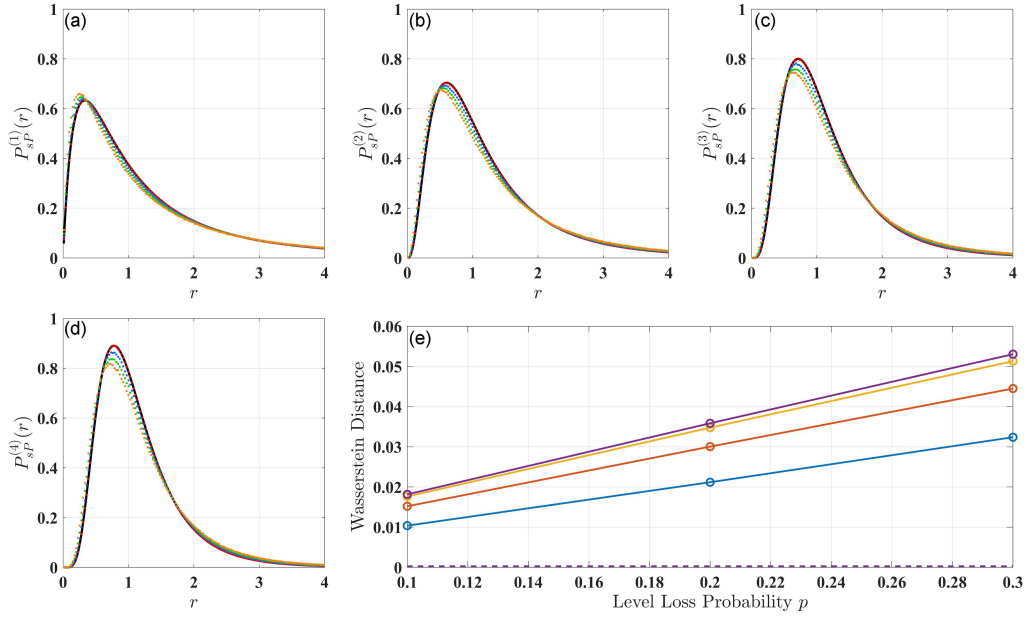 (a)
1
0.8
0.6
0.4
0.2
0
0 1 2 3 4
r
P_{sP}^{(1)}(r)
(b)
1
0.8
0.6
0.4
0.2
0
0 1 2 3 4
r
P_{sP}^{(2)}(r)
(c)
1
0.8
0.6
0.4
0.2
0
0 1 2 3 4
r
P_{sP}^{(3)}(r)
(d)
1
0.8
0.6
0.4
0.2
0
0 1 2 3 4
r
P_{sP}^{(4)}(r)
(e)
0.06
0.05
0.04
0.03
0.02
0.01
0
0.1 0.12 0.14 0.16 0.18 0.2 0.22 0.24 0.26 0.28 0.3
Level Loss Probability p
Wasserstein Distance